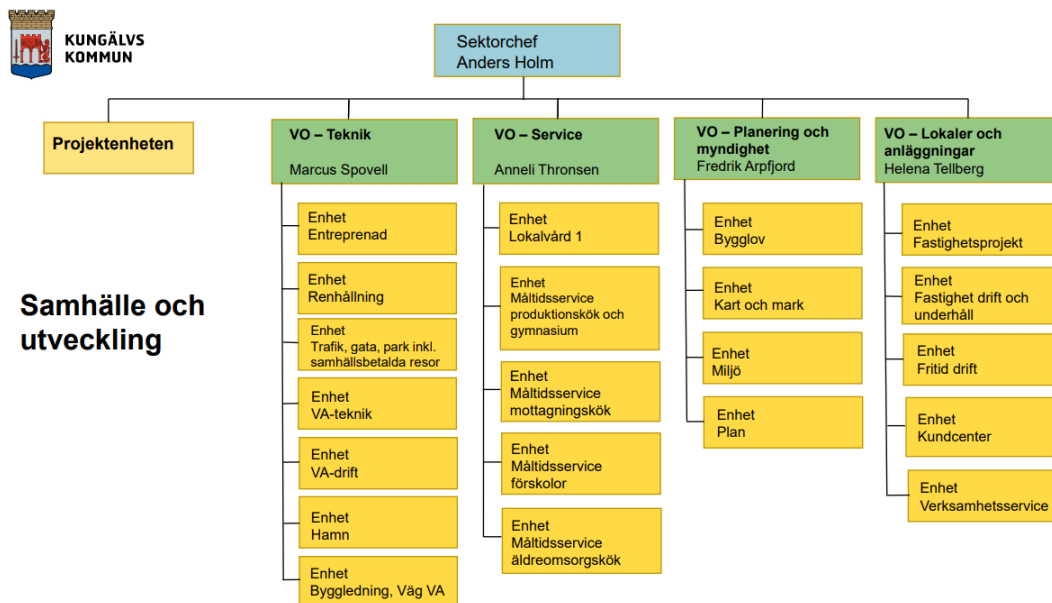 KUNGÄLVS
KOMMUN
Sektorchef
Anders Holm
Projektenheten
VO – Teknik
Marcus Spovell
VO – Service
Anneli Thronsen
VO – Planering och
myndighet
Fredrik Arpfjord
VO – Lokaler och
anläggningar
Helena Tellberg
Samhälle och
utveckling
Enhet
Entreprenad
Enhet
Renhållning
Enhet
Trafik, gata, park inkl.
samhällsbetalda resor
Enhet
VA-teknik
Enhet
VA-drift
Enhet
Hamn
Enhet
Byggledning, Väg VA
Enhet
Lokalvård 1
Enhet
Måltidsservice
produktionskök och
gymnasium
Enhet
Måltidsservice
mottagningskök
Enhet
Måltidsservice
förskolor
Enhet
Måltidsservice
äldreomsorgskök
Enhet
Bygglov
Enhet
Kart och mark
Enhet
Miljö
Enhet
Plan
Enhet
Fastighetsprojekt
Enhet
Fastighet drift och
underhåll
Enhet
Fritid drift
Enhet
Kundcenter
Enhet
Verksamhetsservice